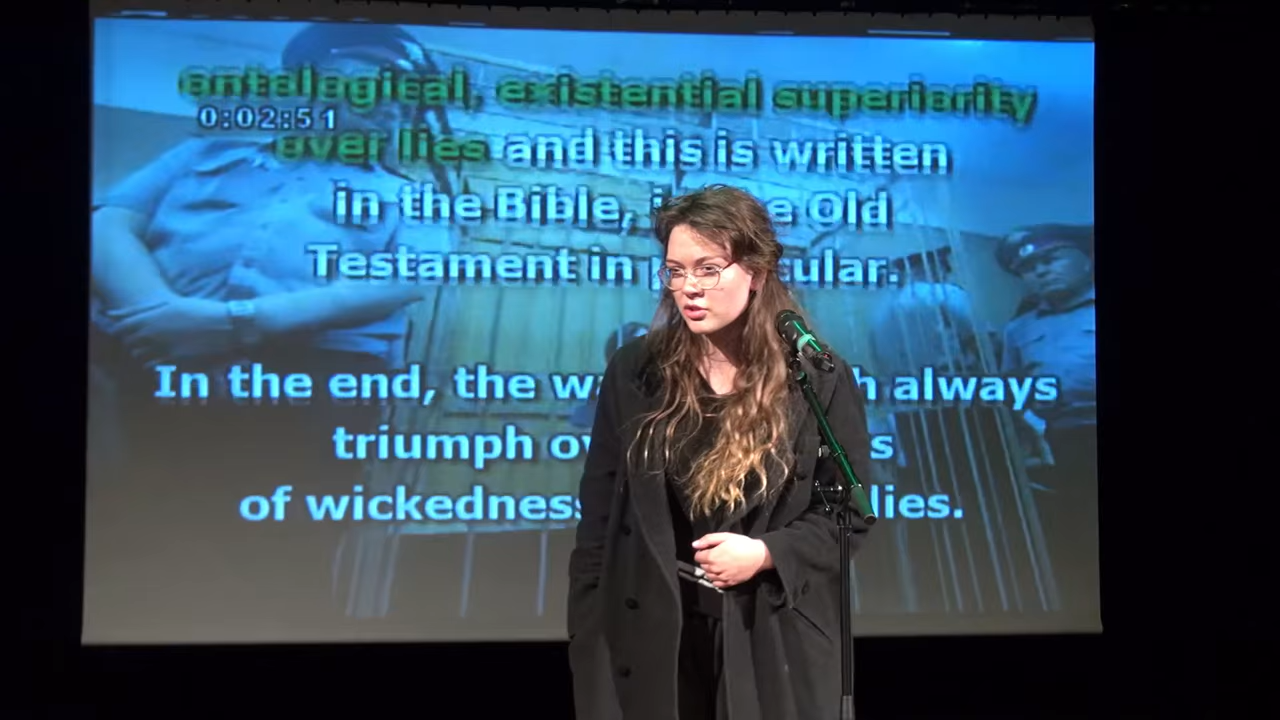 ontological, existential superiority
0:02:51
over lies and this is written
in the Bible, Old
Testament in
In the end, the always
triumph
of wickedness lies.